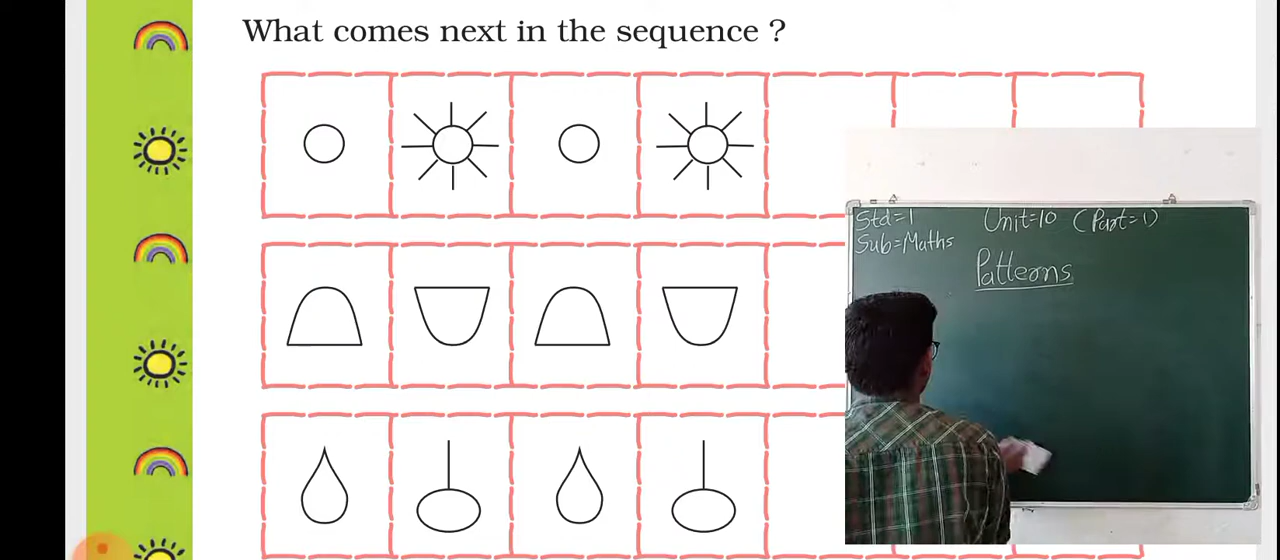 What comes next in the sequence ?
Std=1 Unit=10 (Part=1)
Sub=Maths
Patterns